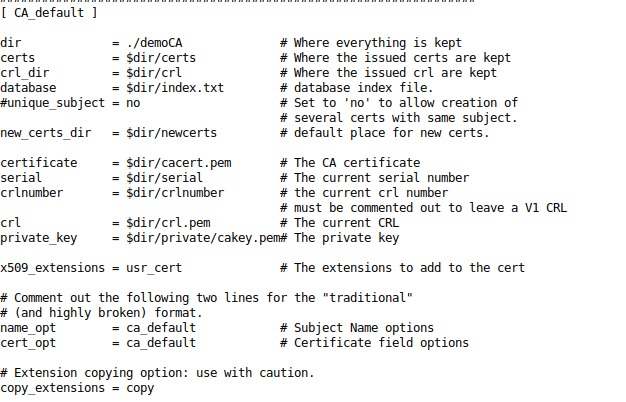 [ CA_default ]
dir             = ./demoCA              # Where everything is kept
certs           = $dir/certs            # Where the issued certs are kept
crl_dir         = $dir/crl              # Where the issued crl are kept
database        = $dir/index.txt        # database index file.
#unique_subject = no                    # Set to 'no' to allow creation of
                                        # several certs with same subject.
new_certs_dir   = $dir/newcerts         # default place for new certs.
certificate     = $dir/cacert.pem       # The CA certificate
serial          = $dir/serial           # The current serial number
crlnumber       = $dir/crlnumber        # the current crl number
                                        # must be commented out to leave a V1 CRL
crl             = $dir/crl.pem          # The current CRL
private_key     = $dir/private/cakey.pem# The private key
x509_extensions = usr_cert              # The extensions to add to the cert
# Comment out the following two lines for the "traditional"
# (and highly broken) format.
name_opt        = ca_default            # Subject Name options
cert_opt        = ca_default            # Certificate field options
# Extension copying option: use with caution.
copy_extensions = copy